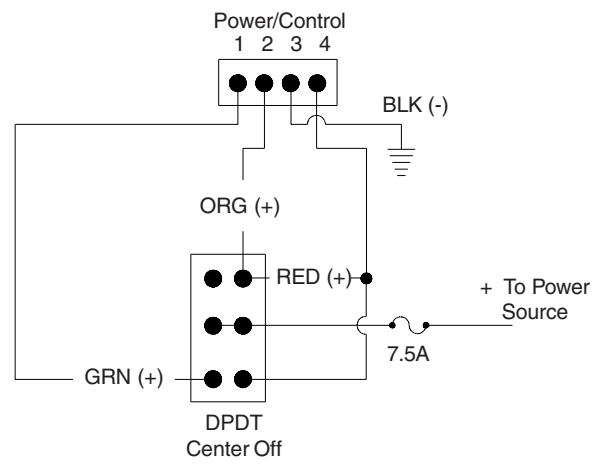 Power/Control
1 2 3 4
BLK (-)
ORG (+)
RED (+)
+ To Power
Source
7.5A
GRN (+)
DPDT
Center Off